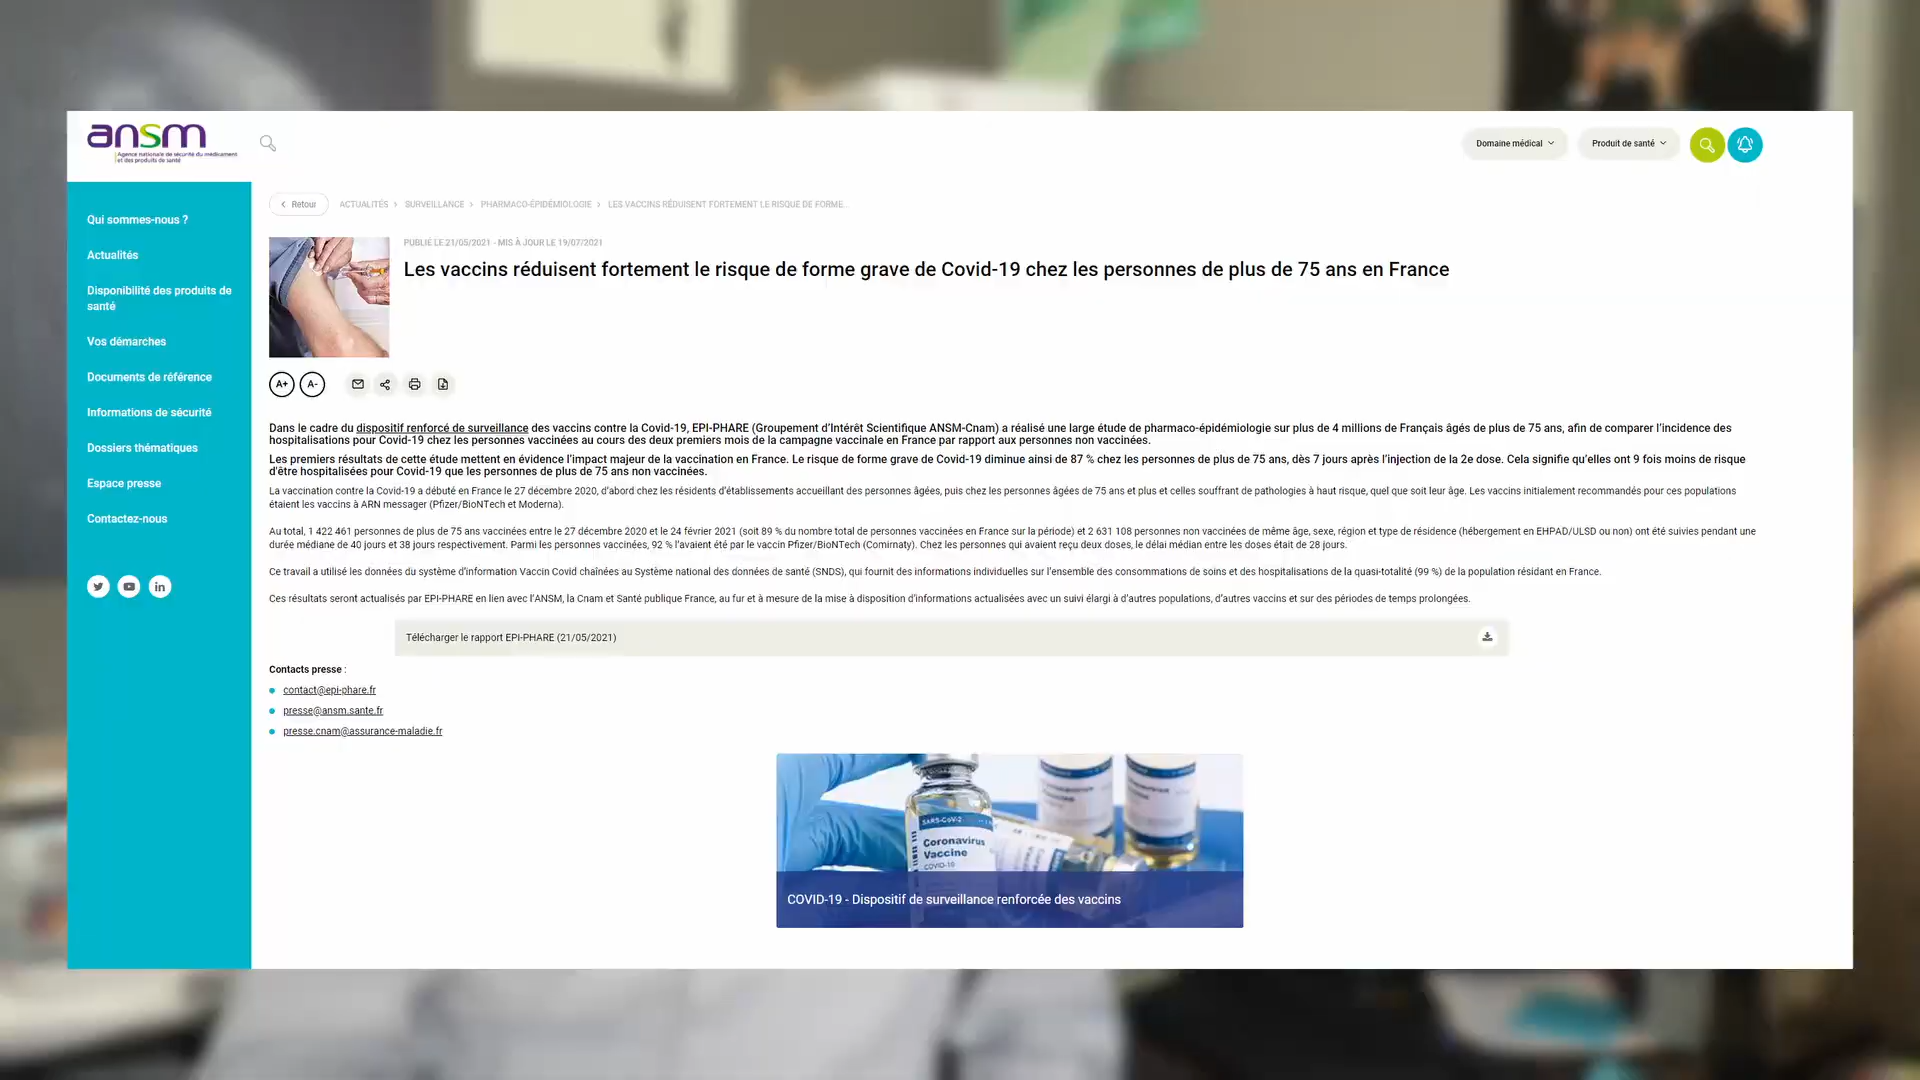 ansm
Agence nationale de sécurité du médicament
et des produits de santé
Domaine médical
Produit de santé
Qui sommes-nous ?
Actualités
Disponibilité des produits de
santé
Vos démarches
Documents de référence
Informations de sécurité
Dossiers thématiques
Espace presse
Contactez-nous
Retour
ACTUALITÉS > SURVEILLANCE > PHARMACO-ÉPIDÉMIOLOGIE > LES VACCINS RÉDUISENT FORTEMENT LE RISQUE DE FORME...
PUBLIÉ LE 21/05/2021 - MIS À JOUR LE 19/07/2021
Les vaccins réduisent fortement le risque de forme grave de Covid-19 chez les personnes de plus de 75 ans en France
A+ A-
Dans le cadre du dispositif renforcé de surveillance des vaccins contre la Covid-19, EPI-PHARE (Groupement d'Intérêt Scientifique ANSM-Cnam) a réalisé une large étude de pharmaco-épidémiologie sur plus de 4 millions de Français âgés de plus de 75 ans, afin de comparer l'incidence des
hospitalisations pour Covid-19 chez les personnes vaccinées au cours des deux premiers mois de la campagne vaccinale en France par rapport aux personnes non vaccinées.
Les premiers résultats de cette étude mettent en évidence l'impact majeur de la vaccination en France. Le risque de forme grave de Covid-19 diminue ainsi de 87 % chez les personnes de plus de 75 ans, dès 7 jours après l'injection de la 2e dose. Cela signifie qu'elles ont 9 fois moins de risque
d'être hospitalisées pour Covid-19 que les personnes de plus de 75 ans non vaccinées.
La vaccination contre la Covid-19 a débuté en France le 27 décembre 2020, d'abord chez les résidents d'établissements accueillant des personnes âgées, puis chez les personnes âgées de 75 ans et plus et celles souffrant de pathologies à haut risque, quel que soit leur âge. Les vaccins initialement recommandés pour ces populations
étaient les vaccins à ARN messager (Pfizer/BioNTech et Moderna).
Au total, 1 422 461 personnes de plus de 75 ans vaccinées entre le 27 décembre 2020 et le 24 février 2021 (soit 89 % du nombre total de personnes vaccinées en France sur la période) et 2 631 108 personnes non vaccinées de même âge, sexe, région et type de résidence (hébergement en EHPAD/ULSD ou non) ont été suivies pendant une
durée médiane de 40 jours et 38 jours respectivement. Parmi les personnes vaccinées, 92 % l'avaient été par le vaccin Pfizer/BioNTech (Comirnaty). Chez les personnes qui avaient reçu deux doses, le délai médian entre les doses était de 28 jours.
Ce travail a utilisé les données du système d'information Vaccin Covid chaînées au Système national des données de santé (SNDS), qui fournit des informations individuelles sur l'ensemble des consommations de soins et des hospitalisations de la quasi-totalité (99 %) de la population résidant en France.
Ces résultats seront actualisés par EPI-PHARE en lien avec l'ANSM, la Cnam et Santé publique France, au fur et à mesure de la mise à disposition d'informations actualisées avec un suivi élargi à d'autres populations, d'autres vaccins et sur des périodes de temps prolongées.
Télécharger le rapport EPI-PHARE (21/05/2021)
Contacts presse :
contact@epi-phare.fr
presse@ansm.sante.fr
presse.cnam@assurance-maladie.fr
SARS-CoV-2
Coronavirus
Vaccine
COVID-19
COVID-19 - Dispositif de surveillance renforcée des vaccins